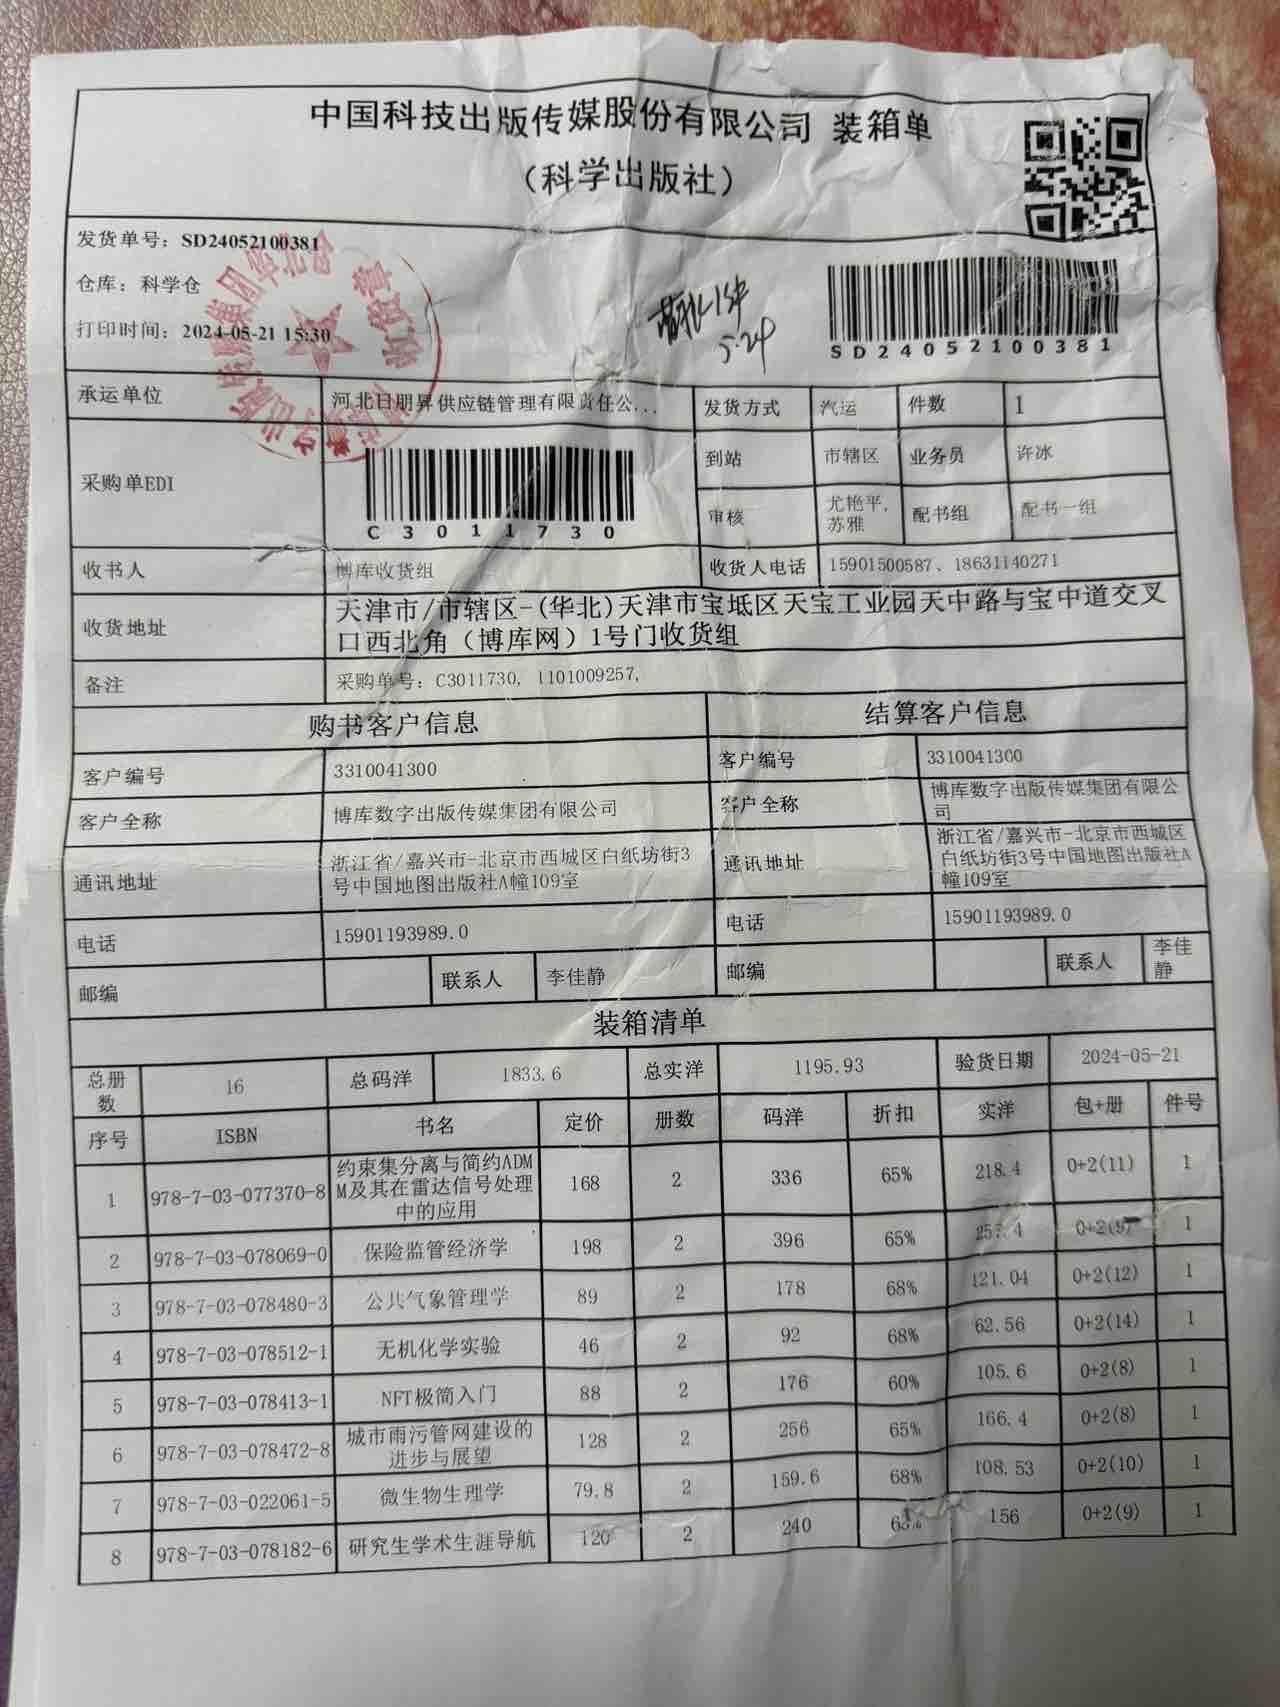 中国科技出版传媒股份有限公司 装箱单
（科学出版社）
发货单号：SD24052100381
仓库：科学仓
打印时间：2024-05-21 15:30
5.24
SD24052100381
承运单位 河北日朋昇供应链管理有限责任公... 发货方式 汽运 件数 1
采购单EDI C3011730 到站 市辖区 业务员 许冰
审核 尤艳平, 苏雅 配书组 配书一组
收书人 博库收货组 收货人电话 15901500587、18631140271
收货地址 天津市/市辖区-(华北)天津市宝坻区天宝工业园天中路与宝中道交叉
口西北角（博库网）1号门收货组
备注 采购单号：C3011730, 1101009257,
购书客户信息 结算客户信息
客户编号 3310041300 客户编号 3310041300
客户全称 博库数字出版传媒集团有限公司 客户全称 博库数字出版传媒集团有限公
司
通讯地址 浙江省/嘉兴市-北京市西城区白纸坊街3
号中国地图出版社A幢109室 通讯地址 浙江省/嘉兴市-北京市西城区
白纸坊街3号中国地图出版社A
幢109室
电话 15901193989.0 电话 15901193989.0
邮编 联系人 李佳静 邮编 联系人 李佳
静
装箱清单
总册
数 16 总码洋 1833.6 总实洋 1195.93 验货日期 2024-05-21
序号 ISBN 书名 定价 册数 码洋 折扣 实洋 包+册 件号
1 978-7-03-077370-8 约束集分离与简约ADM
M及其在雷达信号处理
中的应用 168 2 336 65% 218.4 0+2(11) 1
2 978-7-03-078069-0 保险监管经济学 198 2 396 65% 257.4 0+2(9) 1
3 978-7-03-078480-3 公共气象管理学 89 2 178 68% 121.04 0+2(12) 1
4 978-7-03-078512-1 无机化学实验 46 2 92 68% 62.56 0+2(14) 1
5 978-7-03-078413-1 NFT极简入门 88 2 176 60% 105.6 0+2(8) 1
6 978-7-03-078472-8 城市雨污管网建设的
进步与展望 128 2 256 65% 166.4 0+2(8) 1
7 978-7-03-022061-5 微生物生理学 79.8 2 159.6 68% 108.53 0+2(10) 1
8 978-7-03-078182-6 研究生学术生涯导航 120 2 240 65% 156 0+2(9) 1